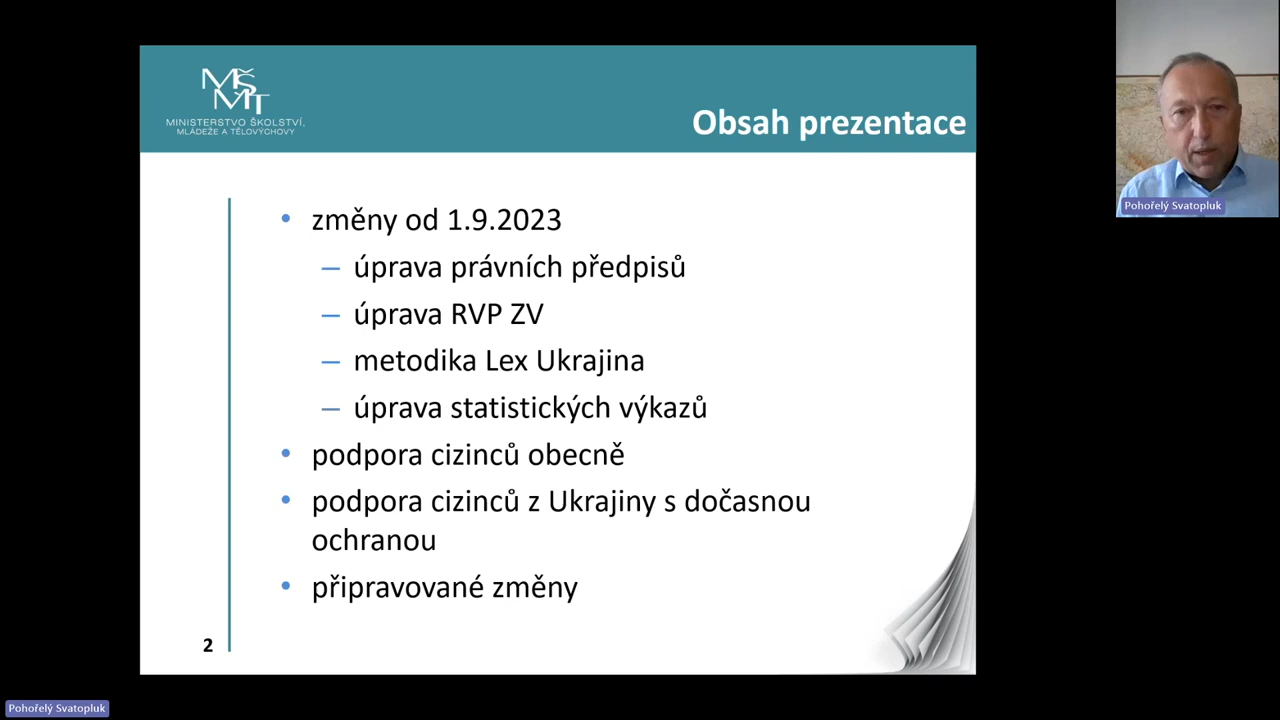 MŠMT
MINISTERSTVO ŠKOLSTVÍ,
MLÁDEŽE A TĚLOVÝCHOVY
Obsah prezentace
• změny od 1.9.2023
– úprava právních předpisů
– úprava RVP ZV
– metodika Lex Ukrajina
– úprava statistických výkazů
• podpora cizinců obecně
• podpora cizinců z Ukrajiny s dočasnou
ochranou
• připravované změny
2
Pohořelý Svatopluk
Pohořelý Svatopluk